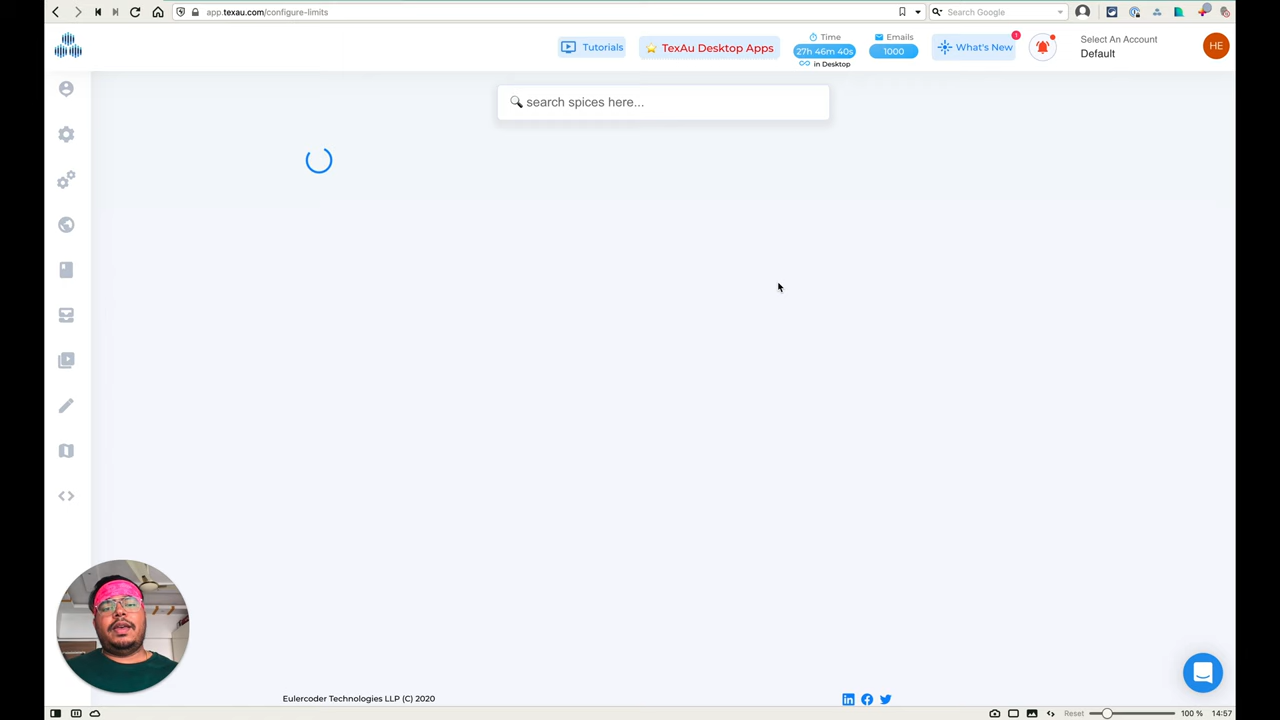 app.texau.com/configure-limits
Search Google
Tutorials
⭐ TexAu Desktop Apps
Time
27h 46m 40s
in Desktop
Emails
1000
What's New
1
Select An Account
Default
HE
search spices here...
Eulercoder Technologies LLP (C) 2020
Reset
100 %
14:57